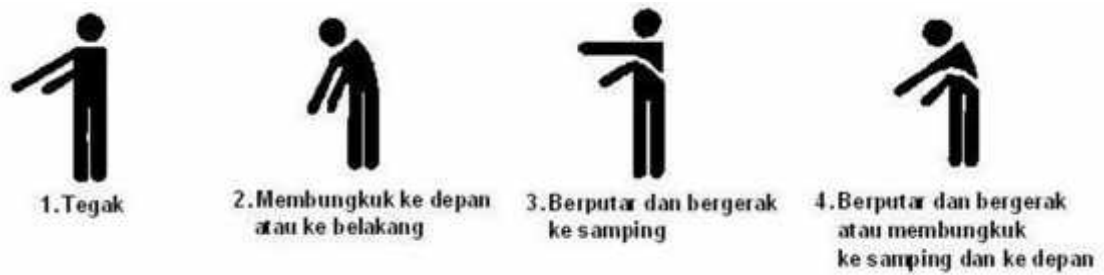 1.Tegak
2.Membungkuk ke depan
atau ke belakang
3.Berputar dan bergerak
ke samping
4.Berputar dan bergerak
atau membungkuk
ke samping dan ke depan